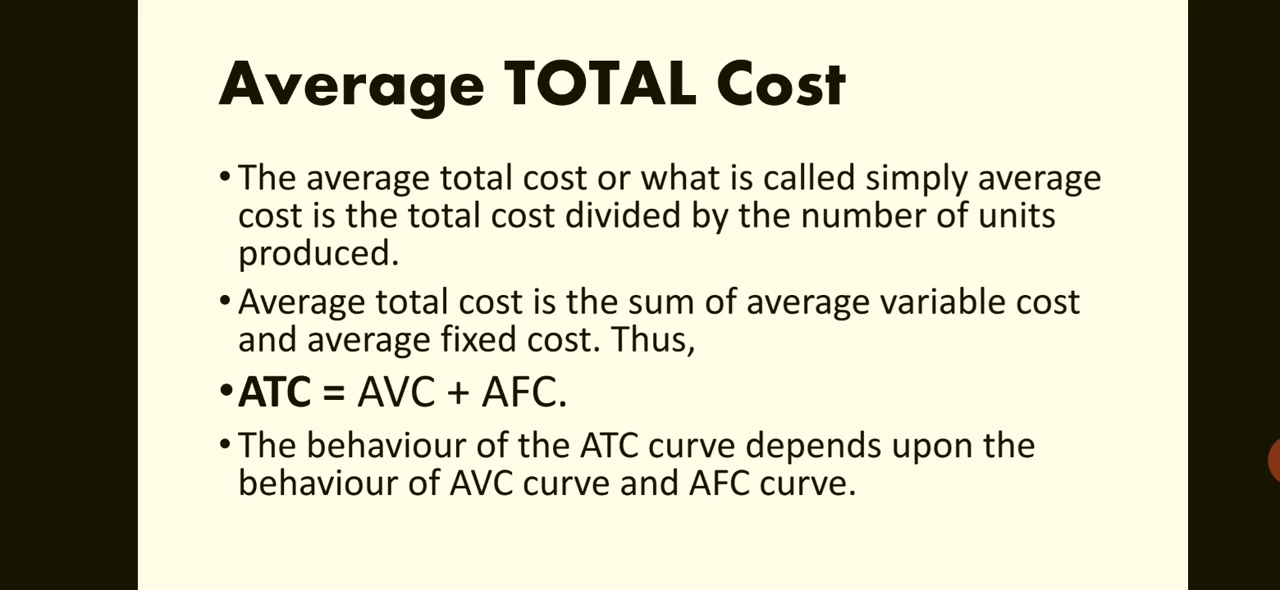 Average TOTAL Cost
• The average total cost or what is called simply average
cost is the total cost divided by the number of units
produced.
• Average total cost is the sum of average variable cost
and average fixed cost. Thus,
• ATC = AVC + AFC.
• The behaviour of the ATC curve depends upon the
behaviour of AVC curve and AFC curve.